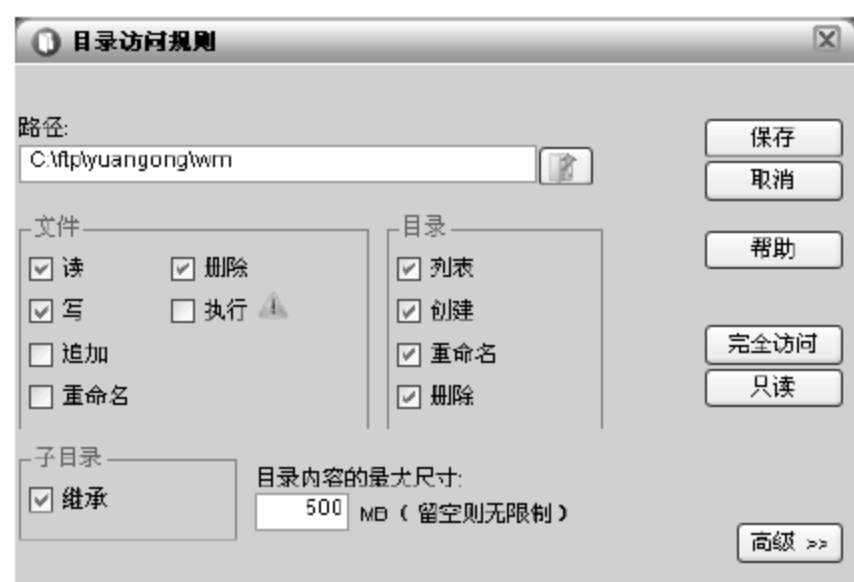 目录访问规则
路径:
C:\ftp\yuangong\wm
保存
取消
帮助
完全访问
只读
文件
读
删除
写
执行
追加
重命名
目录
列表
创建
重命名
删除
子目录
继承
目录内容的最大尺寸:
500 MB ( 留空则无限制 )
高级 >>